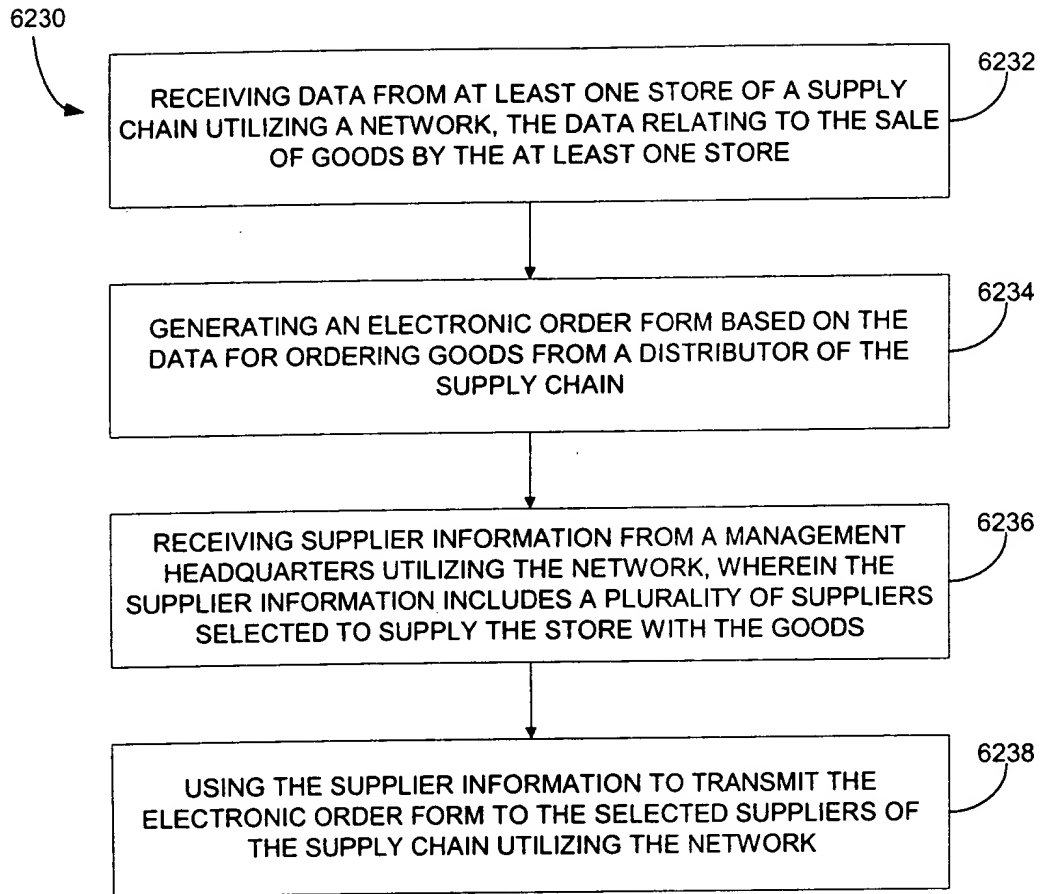 6230
RECEIVING DATA FROM AT LEAST ONE STORE OF A SUPPLY
CHAIN UTILIZING A NETWORK, THE DATA RELATING TO THE SALE
OF GOODS BY THE AT LEAST ONE STORE
6232
GENERATING AN ELECTRONIC ORDER FORM BASED ON THE
DATA FOR ORDERING GOODS FROM A DISTRIBUTOR OF THE
SUPPLY CHAIN
6234
RECEIVING SUPPLIER INFORMATION FROM A MANAGEMENT
HEADQUARTERS UTILIZING THE NETWORK, WHEREIN THE
SUPPLIER INFORMATION INCLUDES A PLURALITY OF SUPPLIERS
SELECTED TO SUPPLY THE STORE WITH THE GOODS
6236
USING THE SUPPLIER INFORMATION TO TRANSMIT THE
ELECTRONIC ORDER FORM TO THE SELECTED SUPPLIERS OF
THE SUPPLY CHAIN UTILIZING THE NETWORK
6238